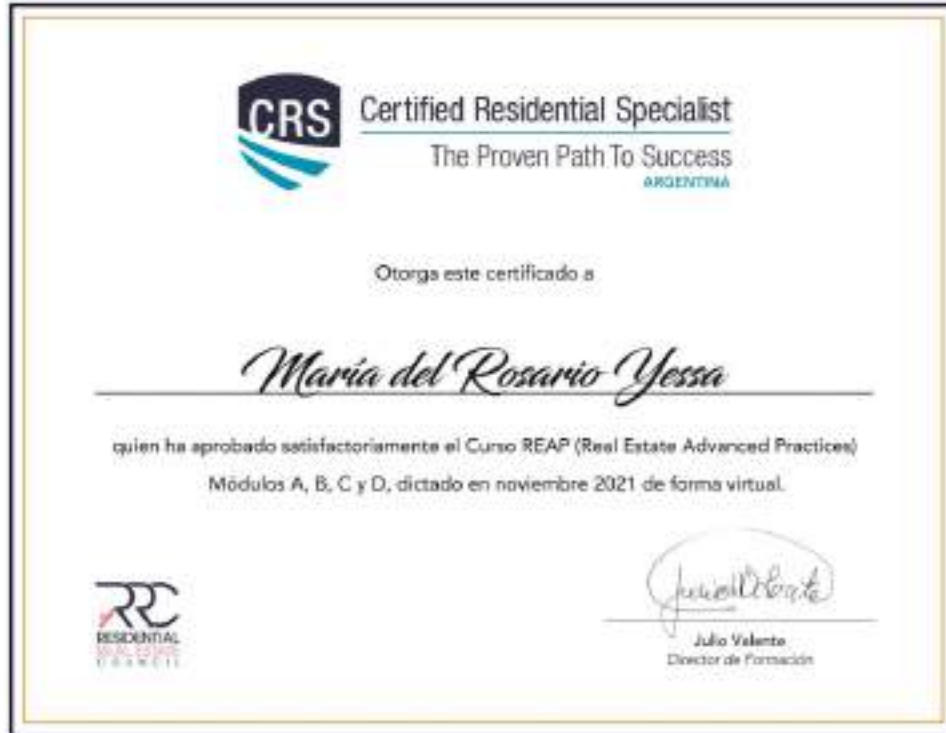 CRS
Certified Residential Specialist
The Proven Path To Success
ARGENTINA
Otorga este certificado a
María del Rosario Yessa
quien ha aprobado satisfactoriamente el Curso REAP (Real Estate Advanced Practices)
Módulos A, B, C y D, dictado en noviembre 2021 de forma virtual.
RRC
RESIDENTIAL
REAL ESTATE
COUNCIL
Julio Valente
Director de Formación